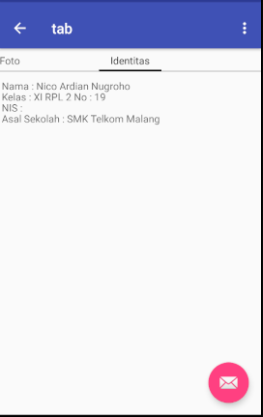 tab
Foto Identitas
Nama : Nico Ardian Nugroho
Kelas : XI RPL 2 No : 19
NIS :
Asal Sekolah : SMK Telkom Malang